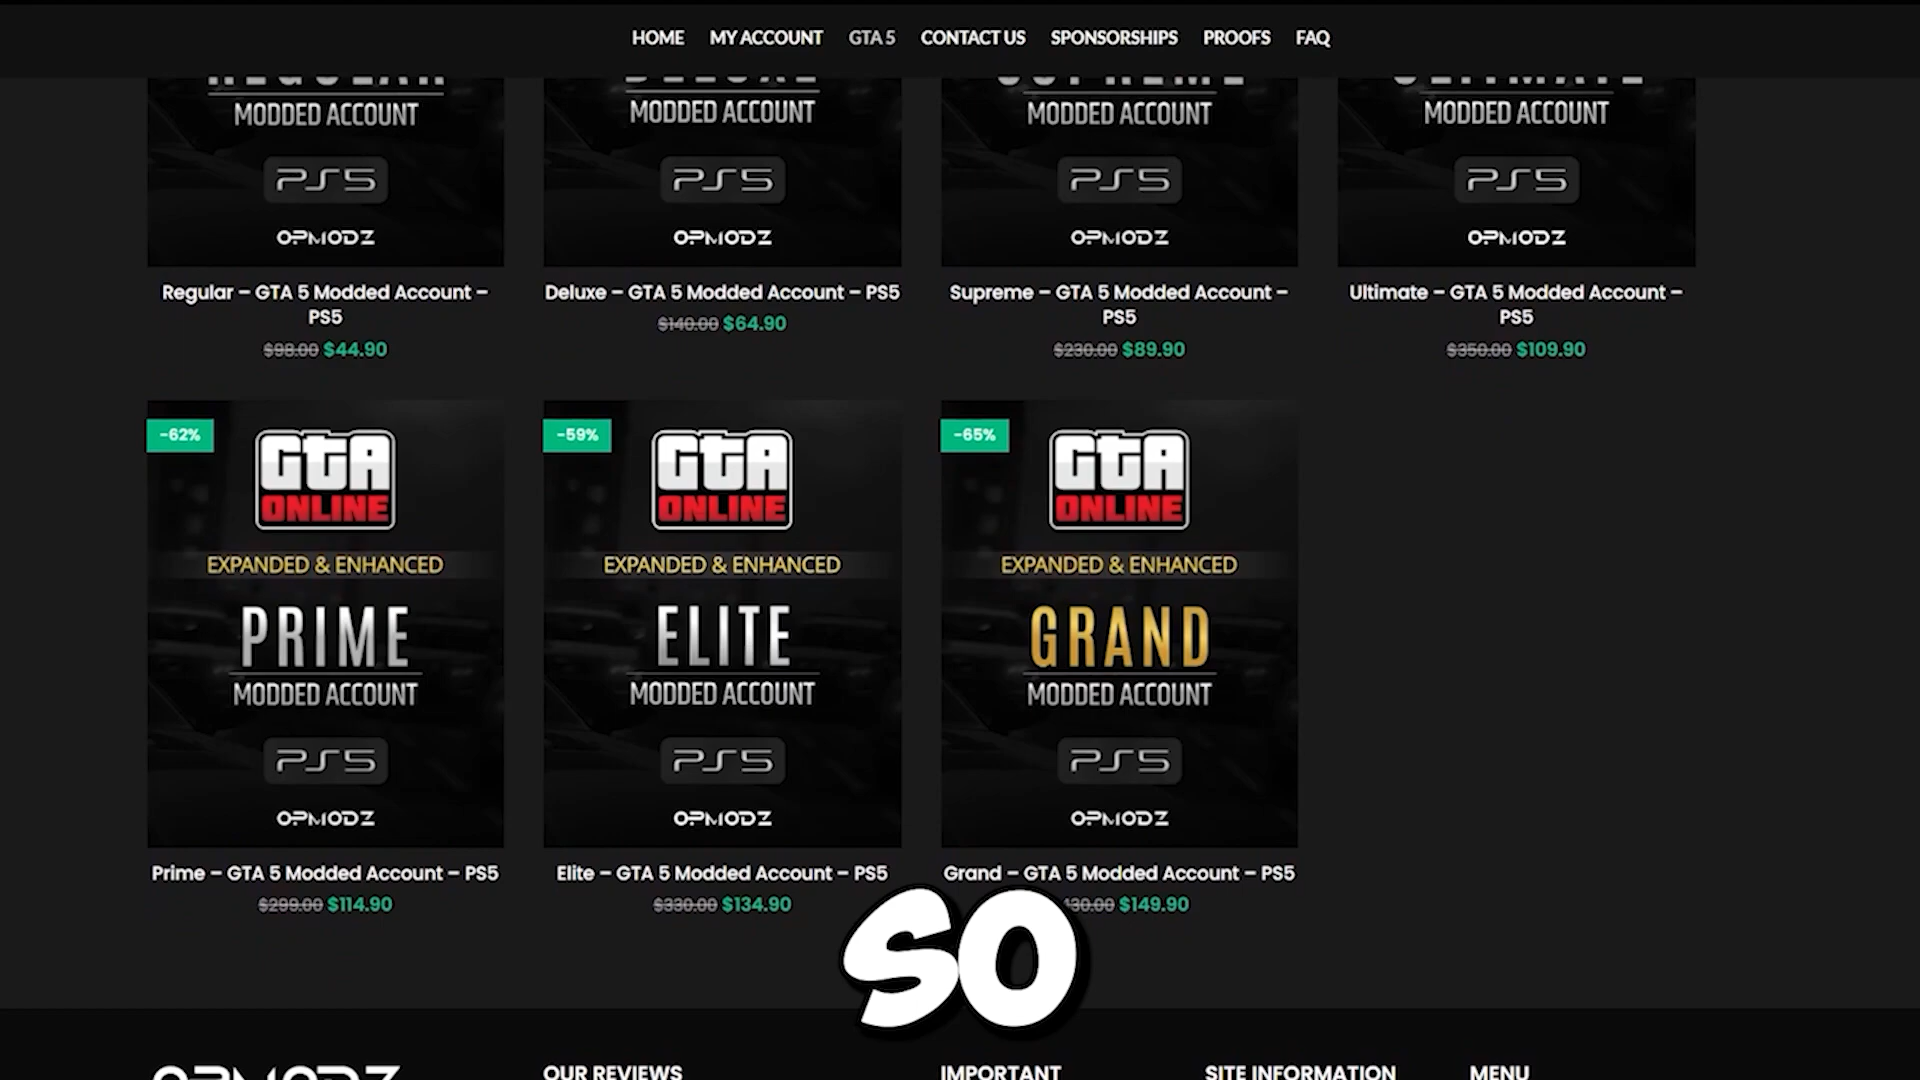 HOME MY ACCOUNT GTA 5 CONTACT US SPONSORSHIPS PROOFS FAQ
REGULAR DELUXE SUPREME ULTIMATE
MODDED ACCOUNT MODDED ACCOUNT MODDED ACCOUNT MODDED ACCOUNT
PS5 PS5 PS5 PS5
OPMODZ OPMODZ OPMODZ OPMODZ
Regular – GTA 5 Modded Account –
PS5
$98.00 $44.90
Deluxe – GTA 5 Modded Account – PS5
$140.00 $64.90
Supreme – GTA 5 Modded Account –
PS5
$230.00 $89.90
Ultimate – GTA 5 Modded Account –
PS5
$350.00 $109.90
-62%
GTA
ONLINE
EXPANDED & ENHANCED
PRIME
MODDED ACCOUNT
PS5
OPMODZ
Prime – GTA 5 Modded Account – PS5
$299.00 $114.90
-59%
GTA
ONLINE
EXPANDED & ENHANCED
ELITE
MODDED ACCOUNT
PS5
OPMODZ
Elite – GTA 5 Modded Account – PS5
$330.00 $134.90
-65%
GTA
ONLINE
EXPANDED & ENHANCED
GRAND
MODDED ACCOUNT
PS5
OPMODZ
Grand – GTA 5 Modded Account – PS5
$149.90
SO
OPMODZ OUR REVIEWS IMPORTANT SITE INFORMATION MENU